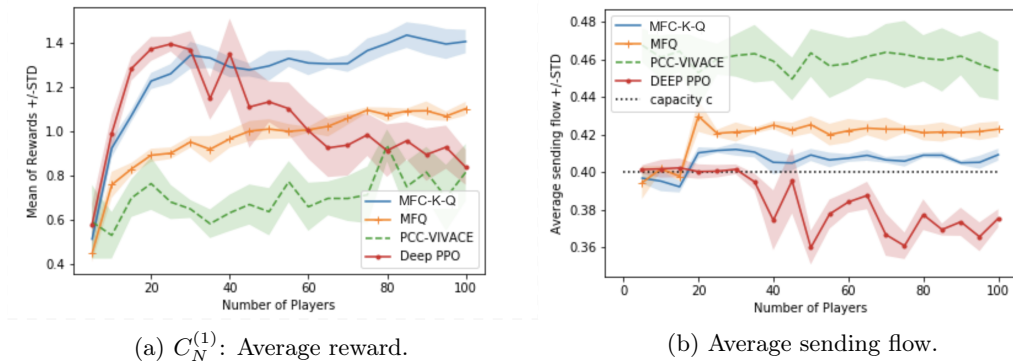 Mean of Rewards +/-STD
1.4
1.2
1.0
0.8
0.6
0.4
20
40
60
80
100
Number of Players
MFC-K-Q
MFQ
PCC-VIVACE
Deep PPO
(a) $C_N^{(1)}$: Average reward.
Average sending flow +/-STD
0.48
0.46
0.44
0.42
0.40
0.38
0.36
0
20
40
60
80
100
Number of Players
MFC-K-Q
MFQ
PCC-VIVACE
DEEP PPO
capacity c
(b) Average sending flow.